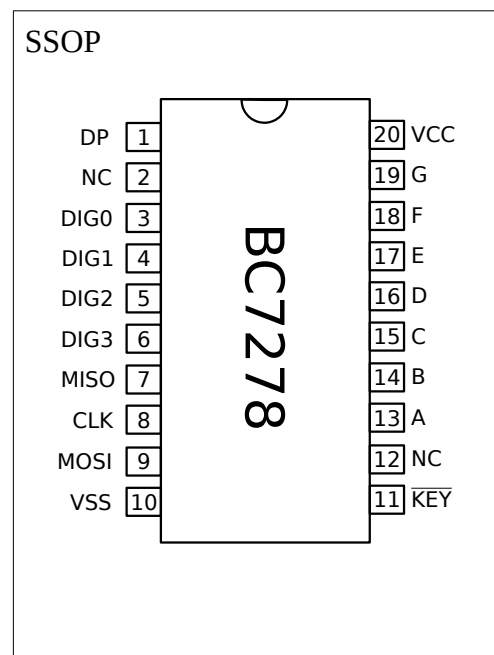 SSOP
DP 1
NC 2
DIG0 3
DIG1 4
DIG2 5
DIG3 6
MISO 7
CLK 8
MOSI 9
VSS 10
BC7278
20 VCC
19 G
18 F
17 E
16 D
15 C
14 B
13 A
12 NC
11 K̅E̅Y̅